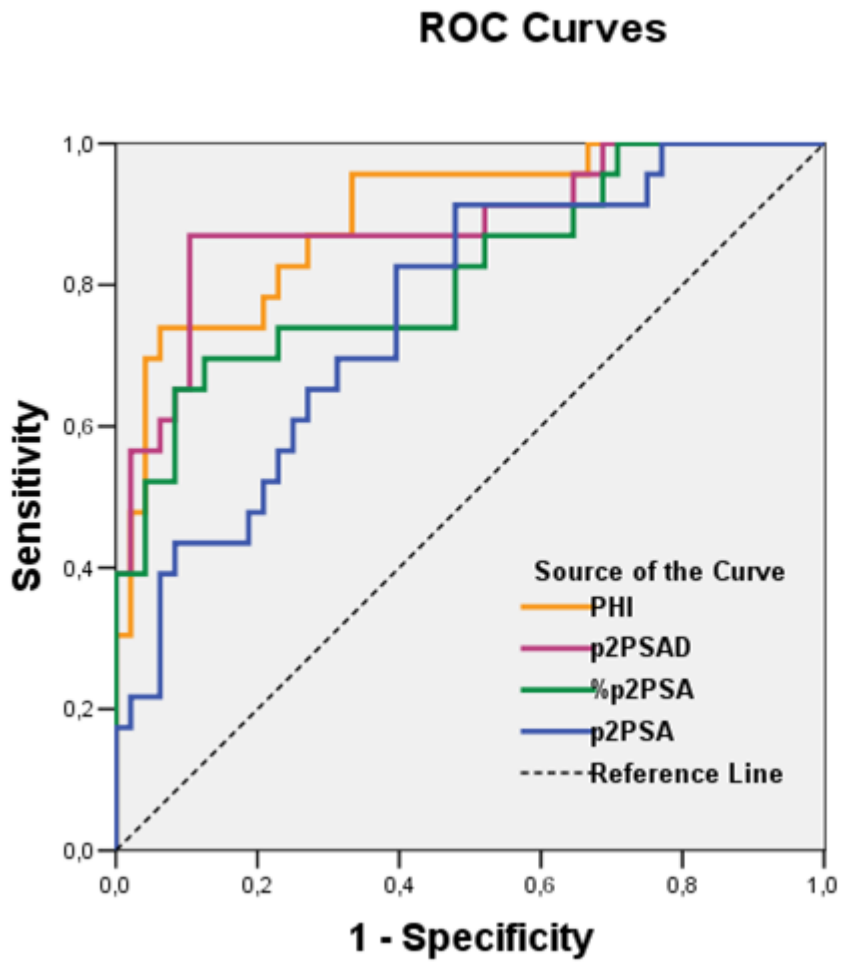 ROC Curves
1,0
0,8
0,6
0,4
0,2
0,0
Sensitivity
Source of the Curve
PHI
p2PSAD
%p2PSA
p2PSA
Reference Line
0,0 0,2 0,4 0,6 0,8 1,0
1 - Specificity